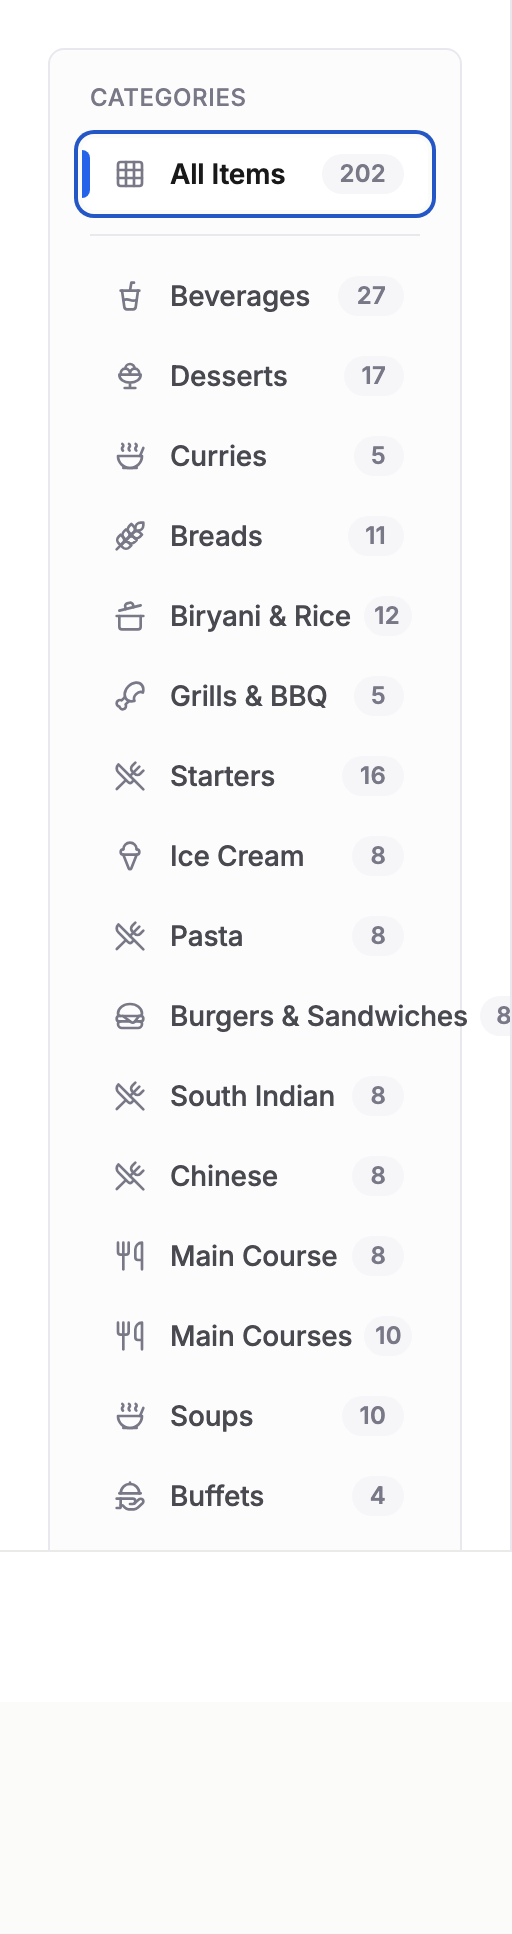 CATEGORIES
All Items 202
Beverages 27
Desserts 17
Curries 5
Breads 11
Biryani & Rice 12
Grills & BBQ 5
Starters 16
Ice Cream 8
Pasta 8
Burgers & Sandwiches 8
South Indian 8
Chinese 8
Main Course 8
Main Courses 10
Soups 10
Buffets 4